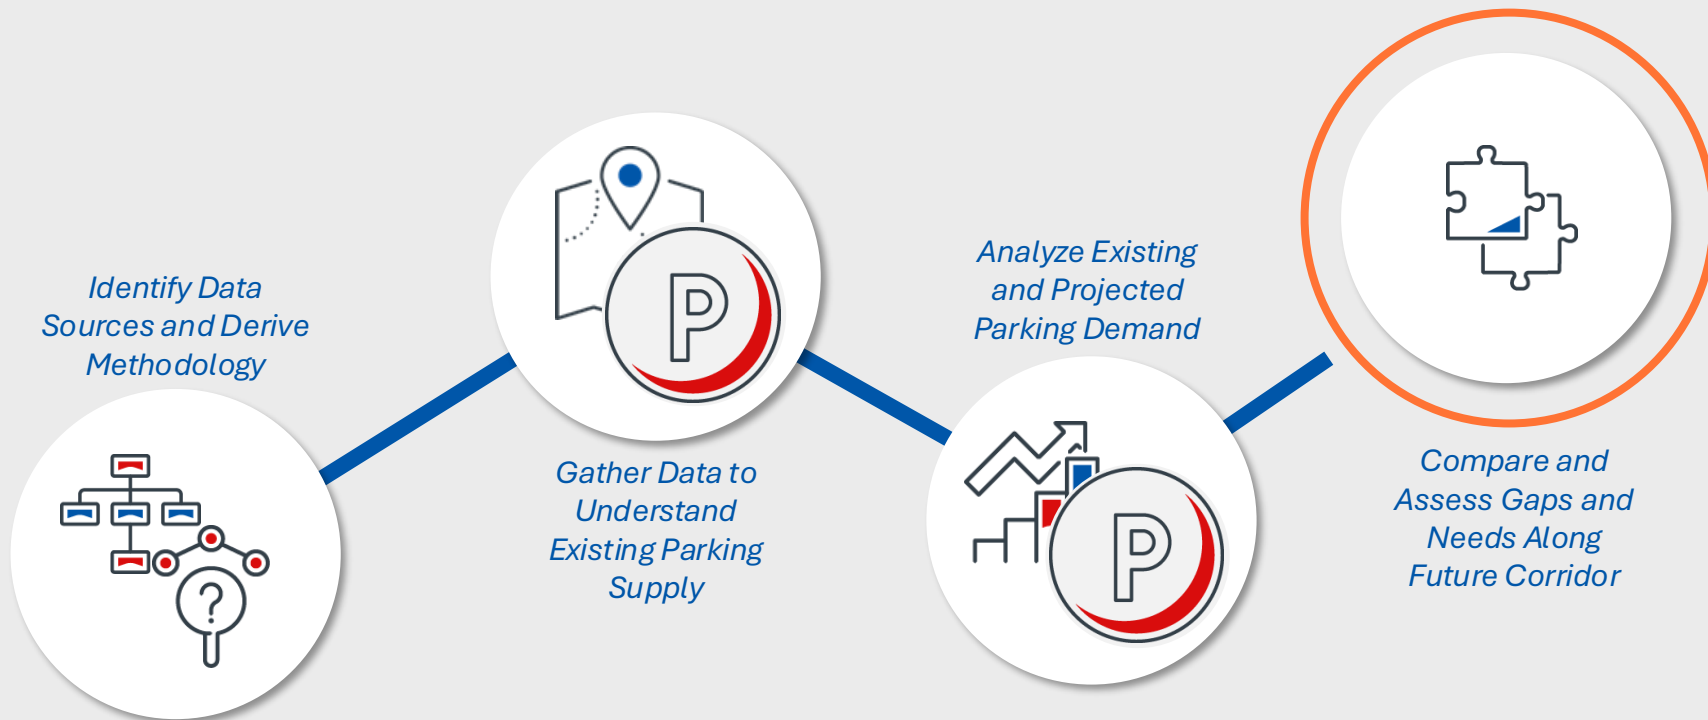 Identify Data
Sources and Derive
Methodology
?
P
Gather Data to
Understand
Existing Parking
Supply
Analyze Existing
and Projected
Parking Demand
P
Compare and
Assess Gaps and
Needs Along
Future Corridor